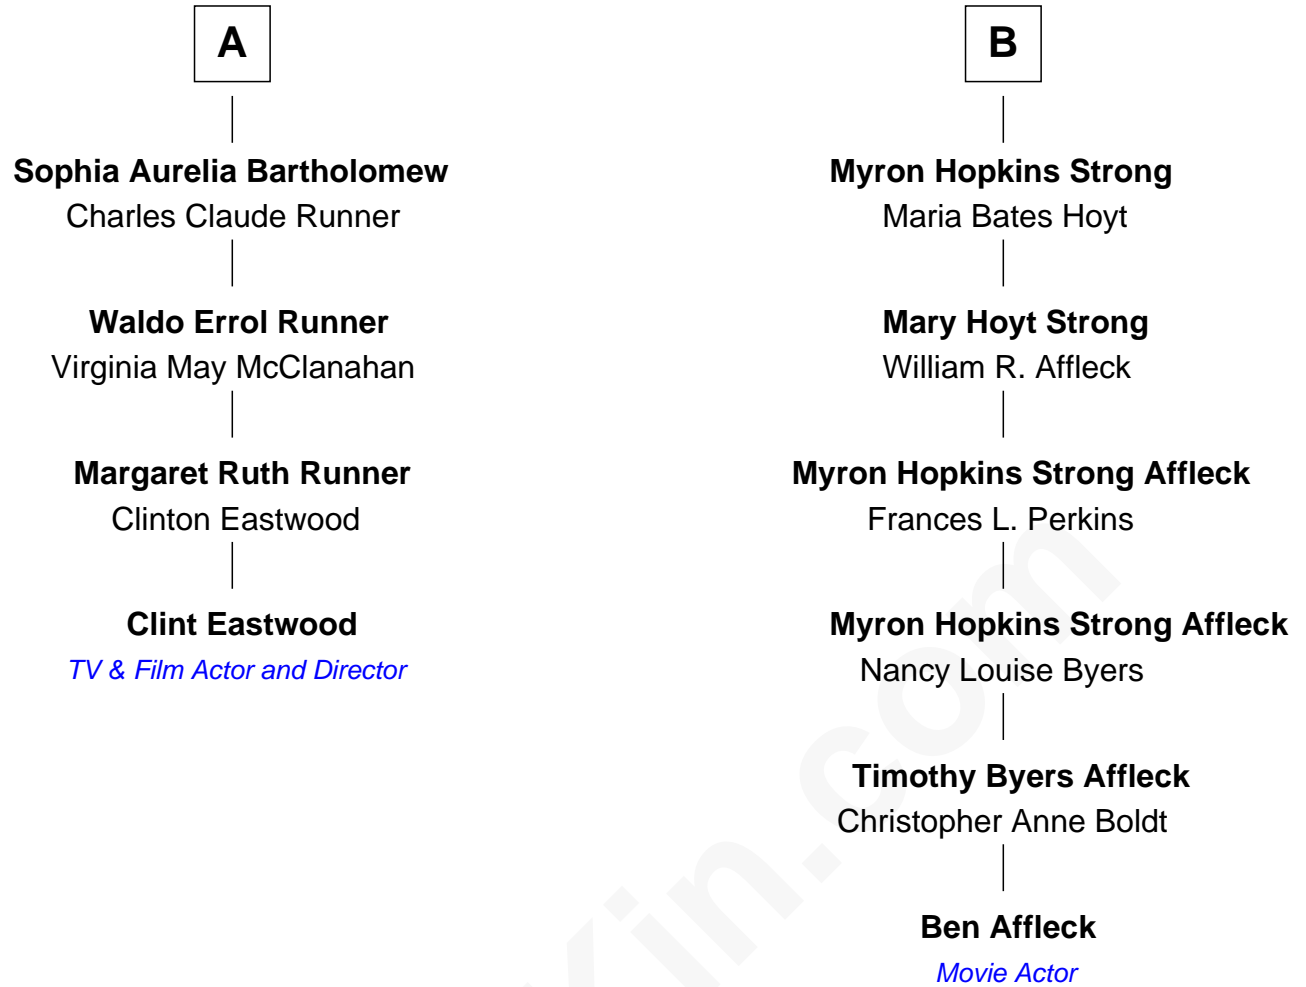 A
Sophia Aurelia Bartholomew
Charles Claude Runner
Waldo Errol Runner
Virginia May McClanahan
Margaret Ruth Runner
Clinton Eastwood
Clint Eastwood
TV & Film Actor and Director
B
Myron Hopkins Strong
Maria Bates Hoyt
Mary Hoyt Strong
William R. Affleck
Myron Hopkins Strong Affleck
Frances L. Perkins
Myron Hopkins Strong Affleck
Nancy Louise Byers
Timothy Byers Affleck
Christopher Anne Boldt
Ben Affleck
Movie Actor